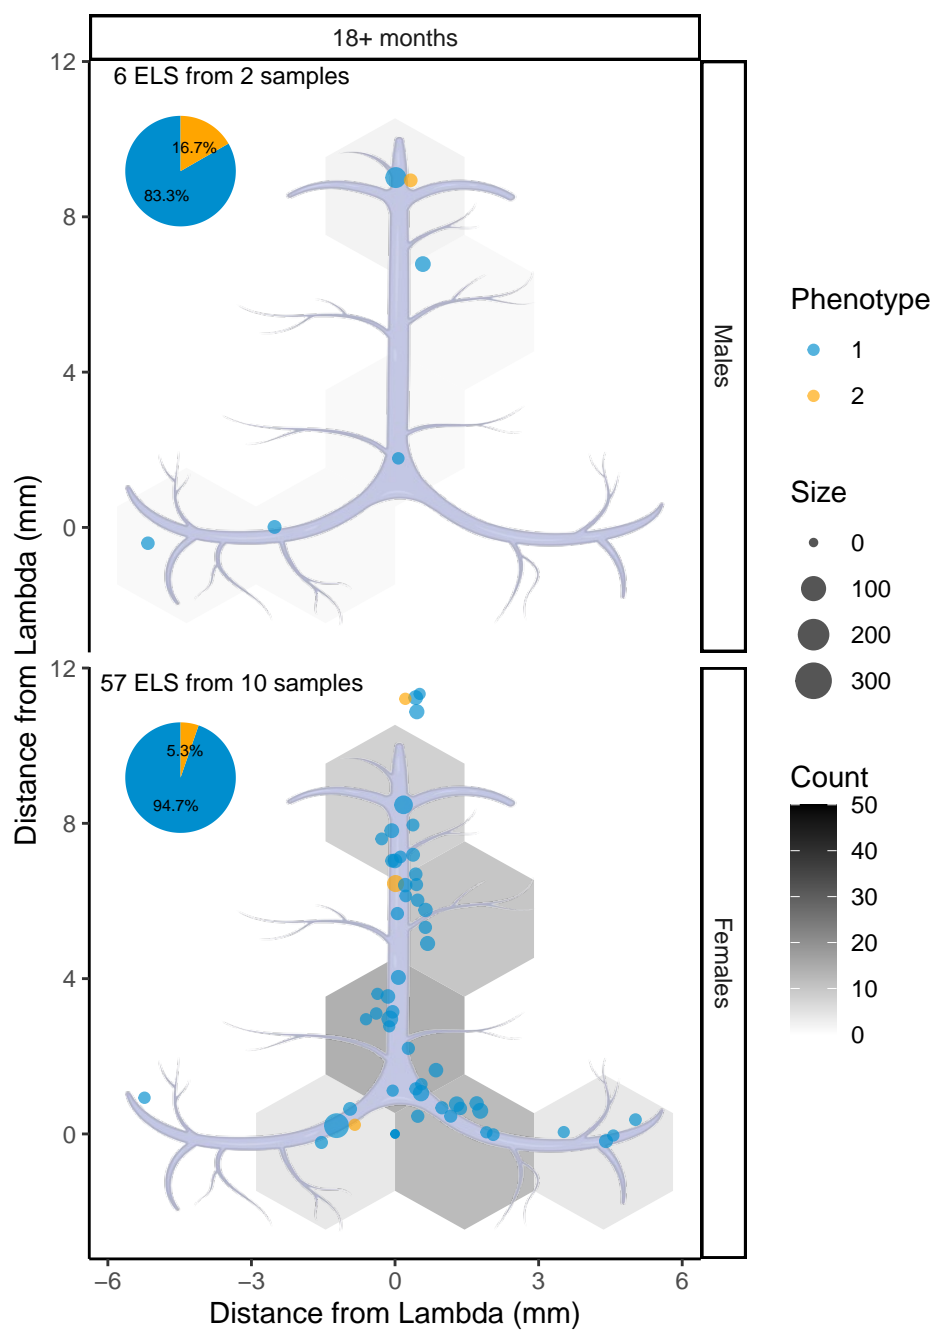 18+ months
12
6 ELS from 2 samples
16.7%
83.3%
8
4
0
Males
Distance from Lambda (mm)
12
57 ELS from 10 samples
5.3%
94.7%
8
4
0
Females
−6
−3
0
3
6
Distance from Lambda (mm)
Phenotype
1
2
Size
0
100
200
300
Count
50
40
30
20
10
0